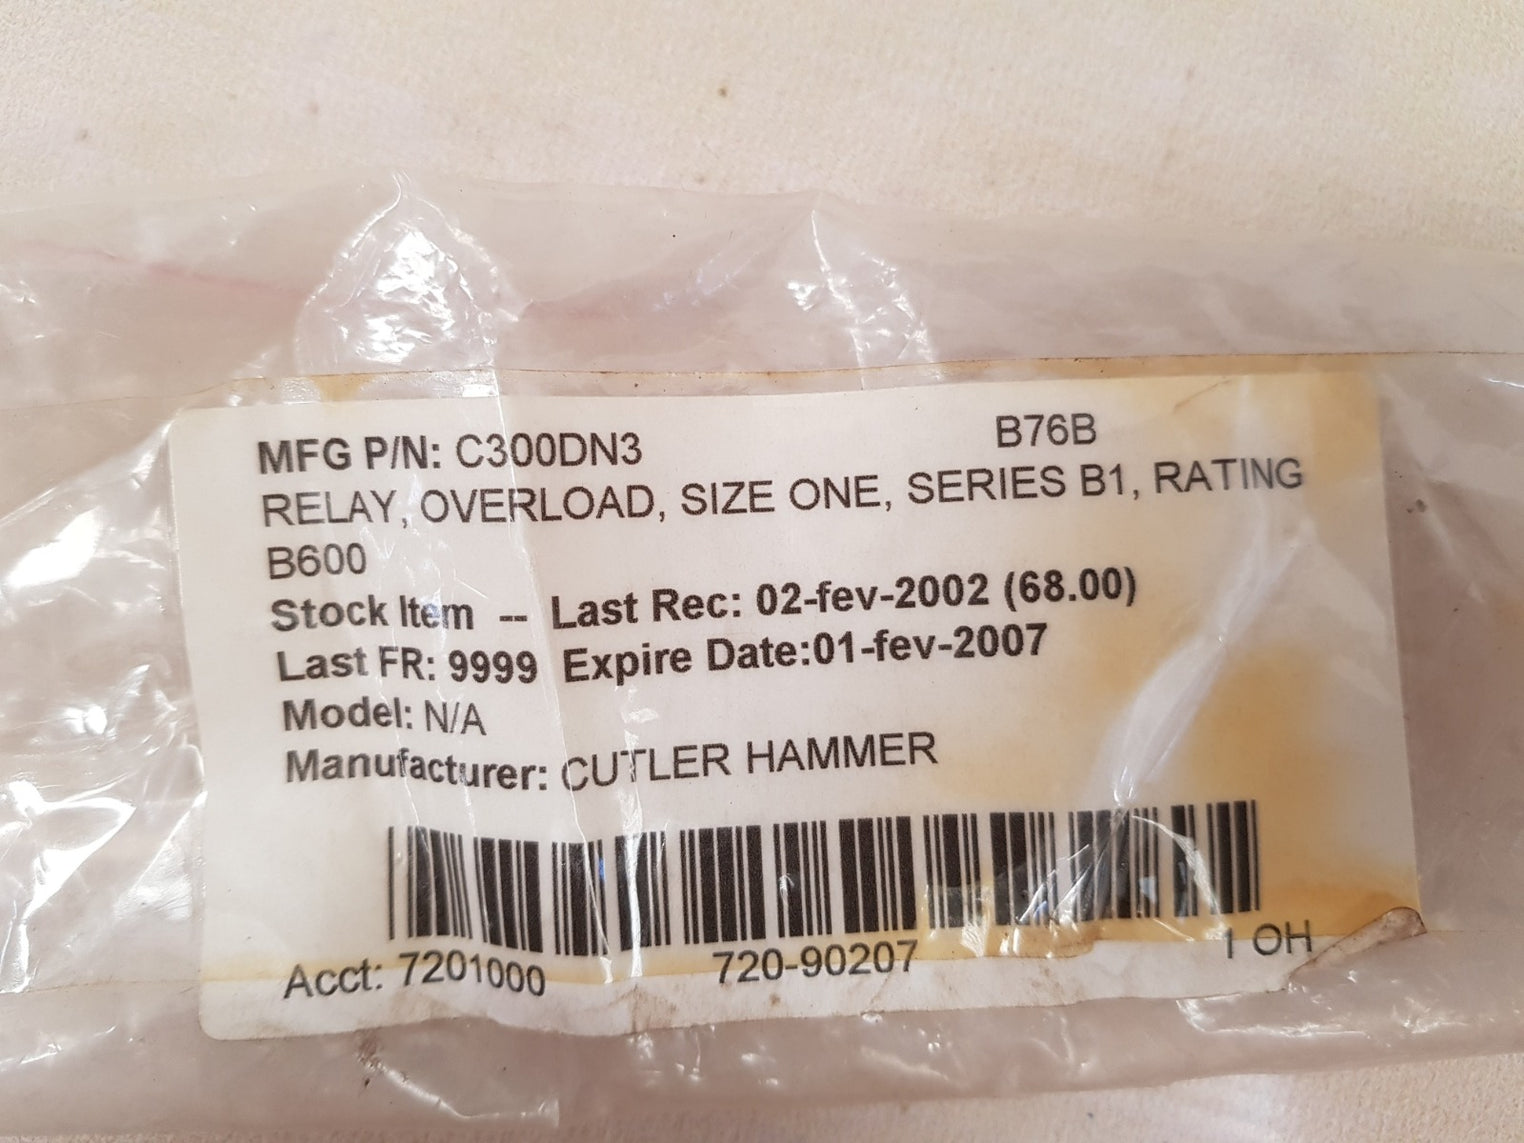 MFG P/N: C300DN3 B76B
RELAY, OVERLOAD, SIZE ONE, SERIES B1, RATING
B600
Stock Item -- Last Rec: 02-fev-2002 (68.00)
Last FR: 9999 Expire Date:01-fev-2007
Model: N/A
Manufacturer: CUTLER HAMMER
Acct: 7201000 720-90207 1 OH